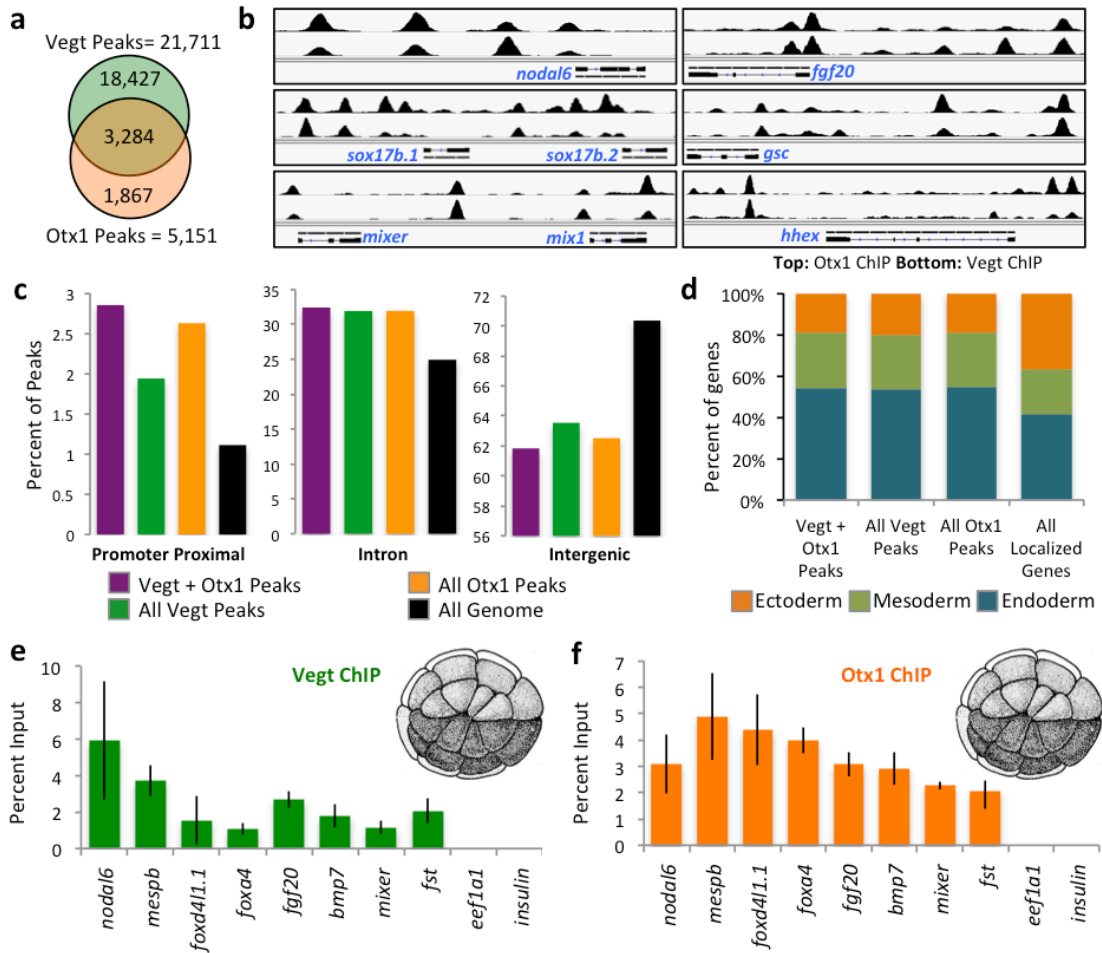 a
Vegt Peaks= 21,711
18,427
3,284
1,867
Otx1 Peaks = 5,151
b
nodal6
fgf20
sox17b.1
sox17b.2
gsc
mixer
mix1
hhex
Top: Otx1 ChIP Bottom: Vegt ChIP
c
Percent of Peaks
3
2.5
2
1.5
1
0.5
0
Promoter Proximal
35
30
25
20
15
10
5
0
Intron
72
70
68
66
64
62
60
58
56
Intergenic
Vegt + Otx1 Peaks
All Otx1 Peaks
All Vegt Peaks
All Genome
d
Percent of genes
100%
80%
60%
40%
20%
0%
Vegt +
Otx1
Peaks
All Vegt
Peaks
All Otx1
Peaks
All
Localized
Genes
Ectoderm
Mesoderm
Endoderm
e
Vegt ChIP
Percent Input
10
8
6
4
2
0
nodal6
mespb
foxd4l1.1
foxa4
fgf20
bmp7
mixer
fst
eef1a1
insulin
f
Otx1 ChIP
Percent Input
7
6
5
4
3
2
1
0
nodal6
mespb
foxd4l1.1
foxa4
fgf20
bmp7
mixer
fst
eef1a1
insulin